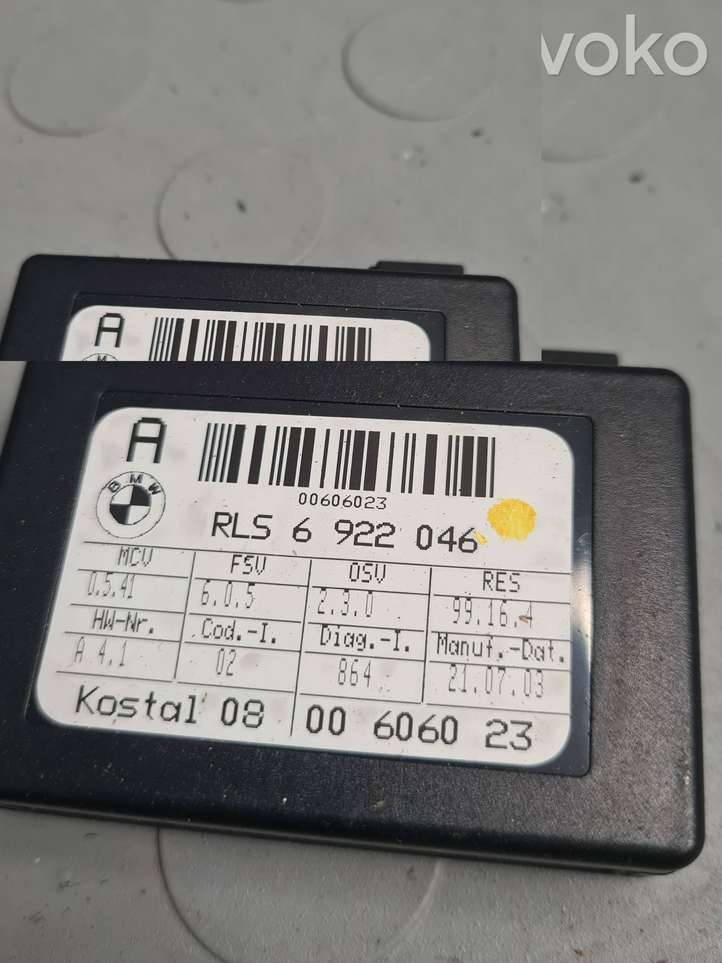 voko
A
A
BMW
00606023
RLS 6 922 046
MCV FSV OSV RES
0.5.41 6.0.5 2.3.0 99.16.4
HW-Nr. Cod.-I. Diag.-I. Manuf.-Dat.
A 4.1 02 864 21.07.03
Kostal 08 00 6060 23